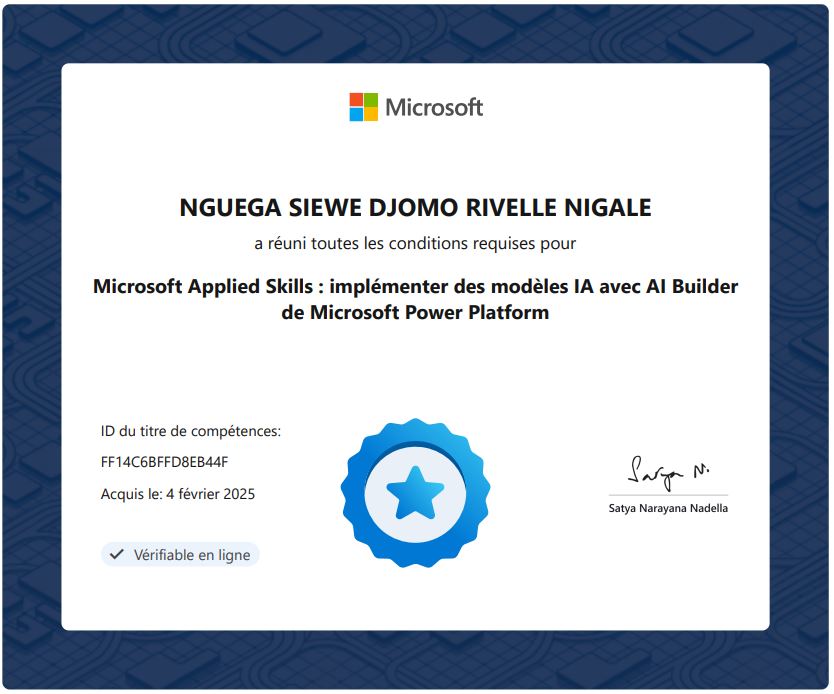 Microsoft
NGUEGA SIEWE DJOMO RIVELLE NIGALE
a réuni toutes les conditions requises pour
Microsoft Applied Skills : implémenter des modèles IA avec AI Builder
de Microsoft Power Platform
ID du titre de compétences:
FF14C6BFFD8EB44F
Acquis le: 4 février 2025
Vérifiable en ligne
Satya N.
Satya Narayana Nadella